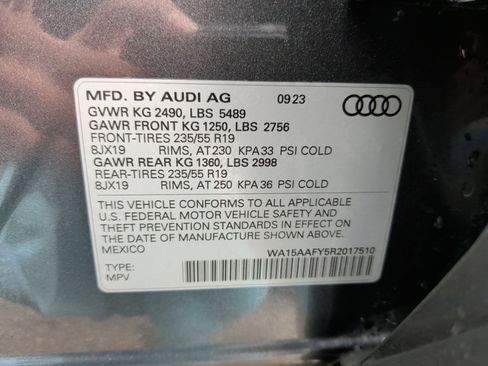 MFD. BY AUDI AG 09 23
GVWR KG 2490, LBS 5489
GAWR FRONT KG 1250, LBS 2756
FRONT-TIRES 235/55 R19
8JX19 RIMS, AT 230 KPA 33 PSI COLD
GAWR REAR KG 1360, LBS 2998
REAR-TIRES 235/55 R19
8JX19 RIMS, AT 250 KPA 36 PSI COLD
THIS VEHICLE CONFORMS TO ALL APPLICABLE
U.S. FEDERAL MOTOR VEHICLE SAFETY AND
THEFT PREVENTION STANDARDS IN EFFECT ON
THE DATE OF MANUFACTURE SHOWN ABOVE.
MEXICO
WA15AAFY5R2017510
TYPE:
MPV